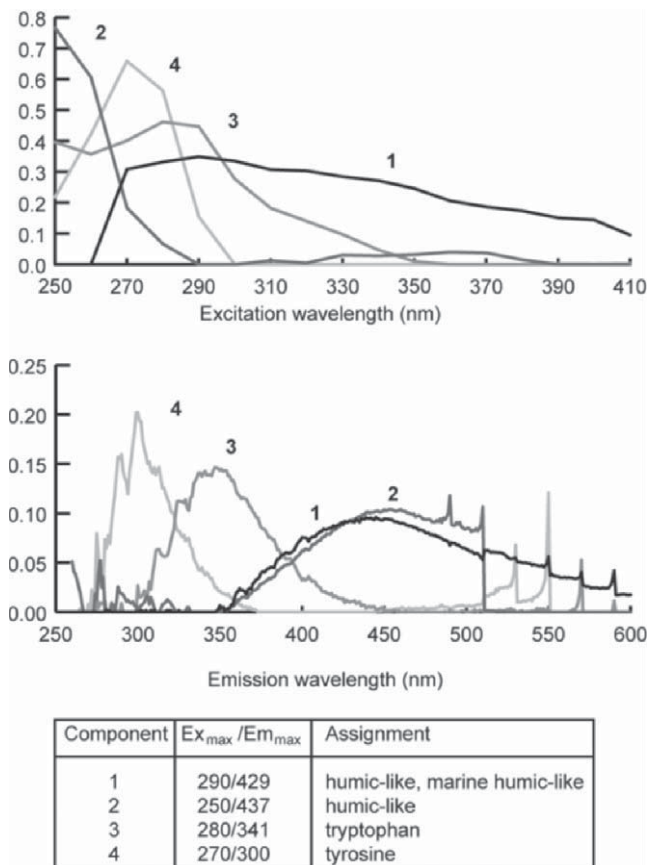 0.8
0.7
0.6
0.5
0.4
0.3
0.2
0.1
0.0
2
4
3
1
250 270 290 310 330 350 370 390 410
Excitation wavelength (nm)
0.25
0.20
0.15
0.10
0.05
0.00
4
3
1
2
250 300 350 400 450 500 550 600
Emission wavelength (nm)
Component Exmax /Emmax Assignment
1 290/429 humic-like, marine humic-like
2 250/437 humic-like
3 280/341 tryptophan
4 270/300 tyrosine